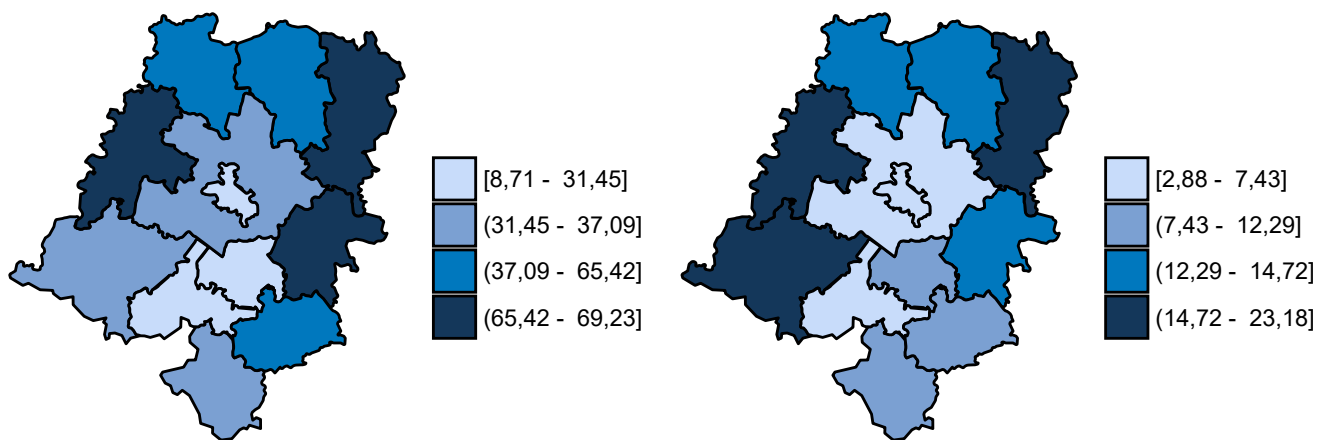 [8,71 - 31,45]
(31,45 - 37,09]
(37,09 - 65,42]
(65,42 - 69,23]
[2,88 - 7,43]
(7,43 - 12,29]
(12,29 - 14,72]
(14,72 - 23,18]